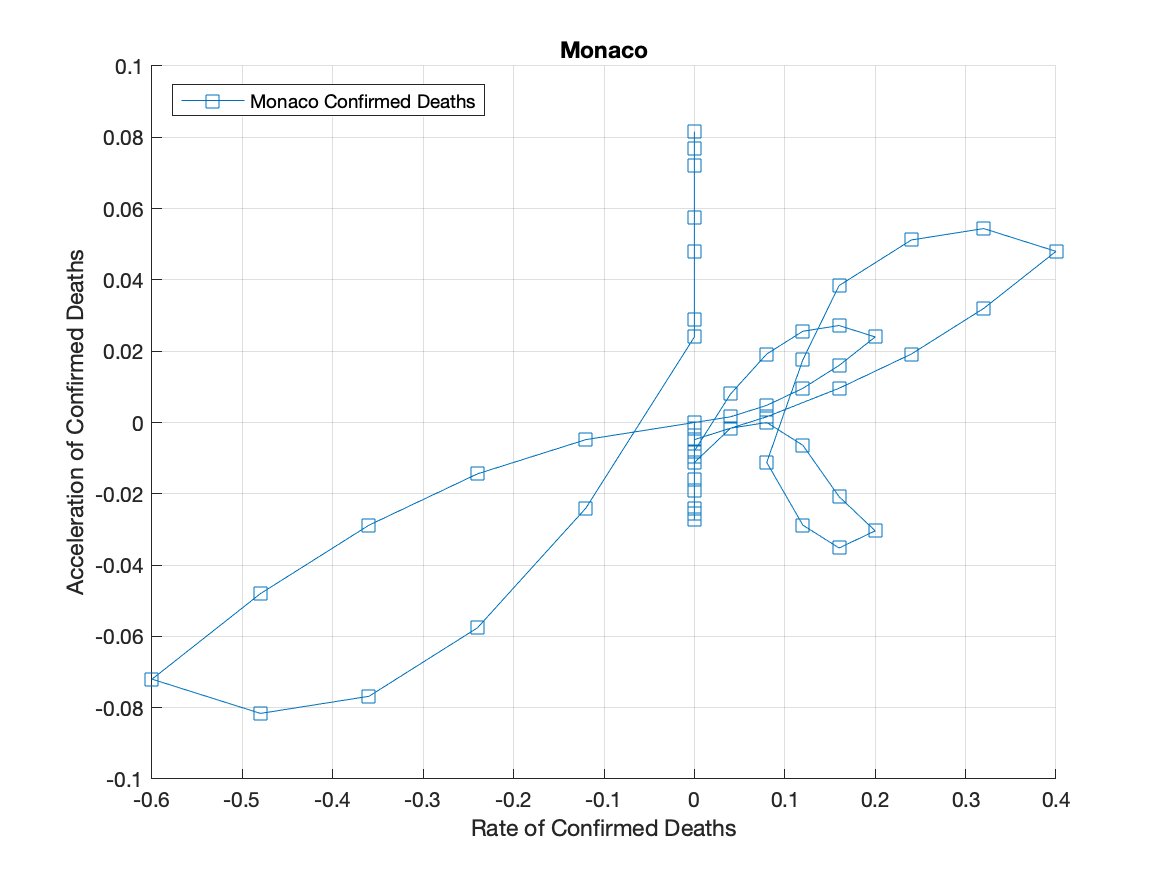 Monaco
Monaco Confirmed Deaths
0.1
0.08
0.06
0.04
0.02
0
-0.02
-0.04
-0.06
-0.08
-0.1
Acceleration of Confirmed Deaths
-0.6 -0.5 -0.4 -0.3 -0.2 -0.1 0 0.1 0.2 0.3 0.4
Rate of Confirmed Deaths